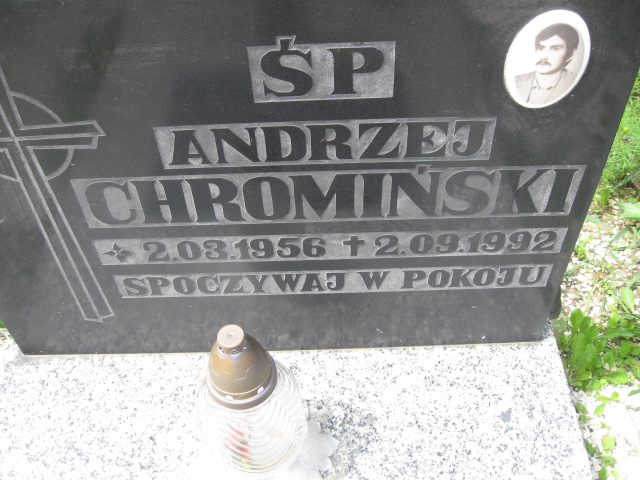 ŚP
ANDRZEJ
CHROMIŃSKI
✧ 2.03.1956 ✝ 2.09.1992
SPOCZYWAJ W POKOJU